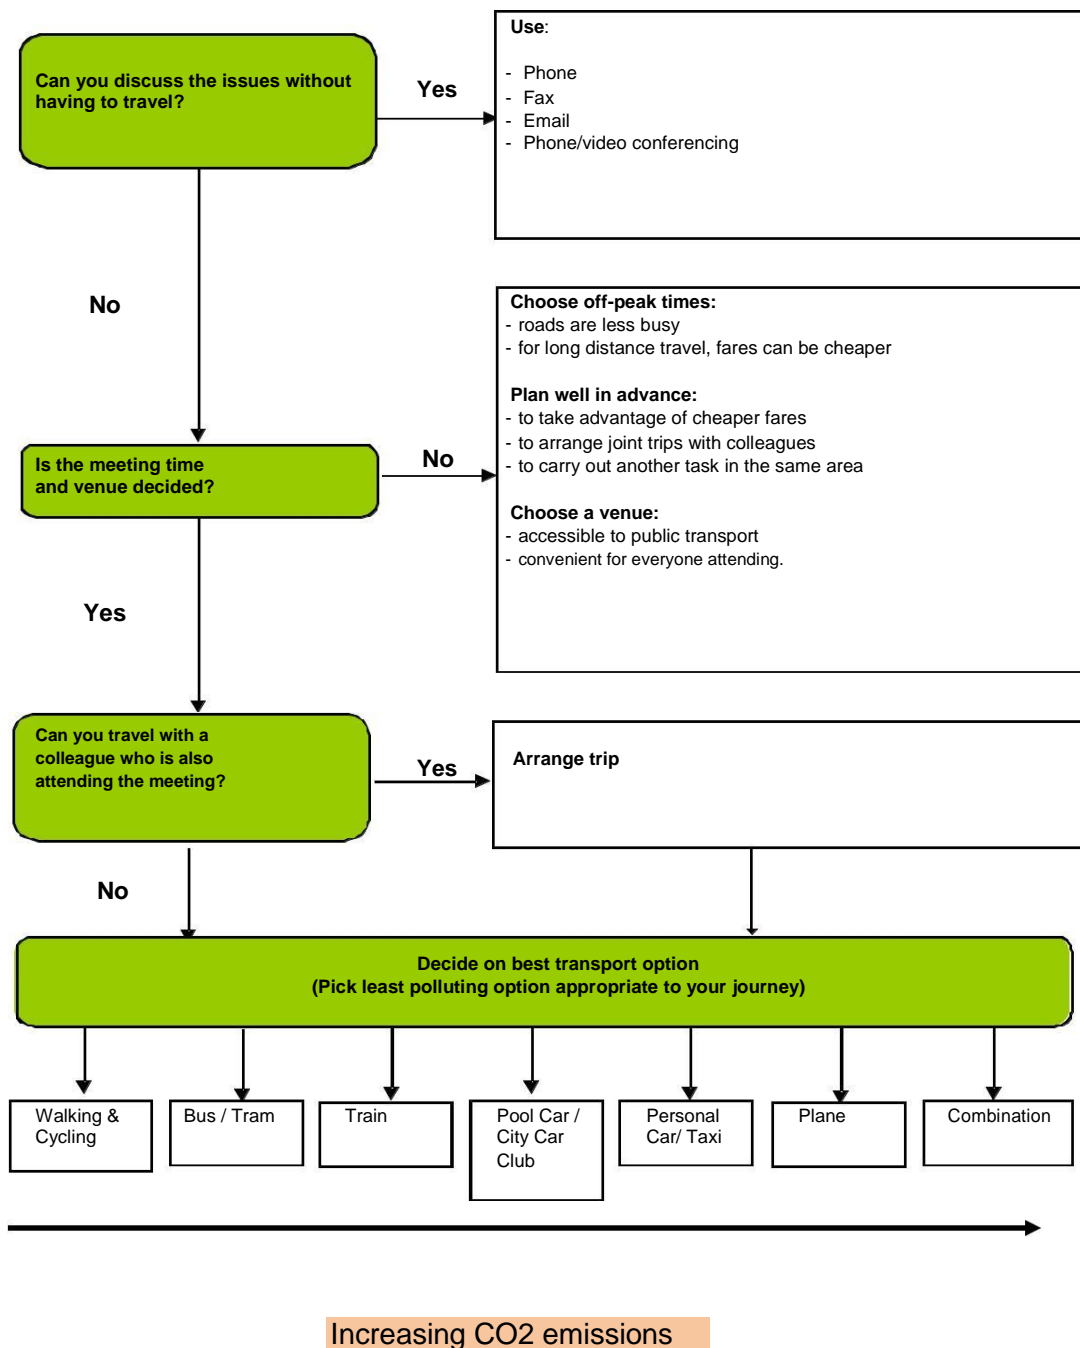 Can you discuss the issues without
having to travel?
Yes
Use:
- Phone
- Fax
- Email
- Phone/video conferencing
No
Is the meeting time
and venue decided?
No
Choose off-peak times:
- roads are less busy
- for long distance travel, fares can be cheaper
Plan well in advance:
- to take advantage of cheaper fares
- to arrange joint trips with colleagues
- to carry out another task in the same area
Choose a venue:
- accessible to public transport
- convenient for everyone attending.
Yes
Can you travel with a
colleague who is also
attending the meeting?
Yes
Arrange trip
No
Decide on best transport option
(Pick least polluting option appropriate to your journey)
Walking &
Cycling
Bus / Tram
Train
Pool Car /
City Car
Club
Personal
Car/ Taxi
Plane
Combination
Increasing CO2 emissions